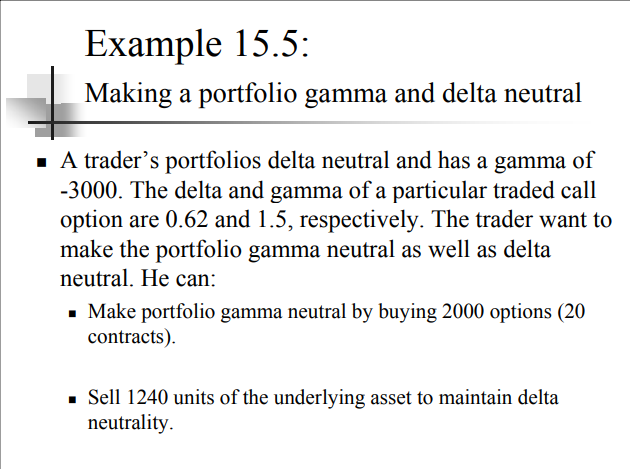 Example 15.5:
Making a portfolio gamma and delta neutral
A trader's portfolios delta neutral and has a gamma of
-3000. The delta and gamma of a particular traded call
option are 0.62 and 1.5, respectively. The trader want to
make the portfolio gamma neutral as well as delta
neutral. He can:
Make portfolio gamma neutral by buying 2000 options (20
contracts).
Sell 1240 units of the underlying asset to maintain delta
neutrality.